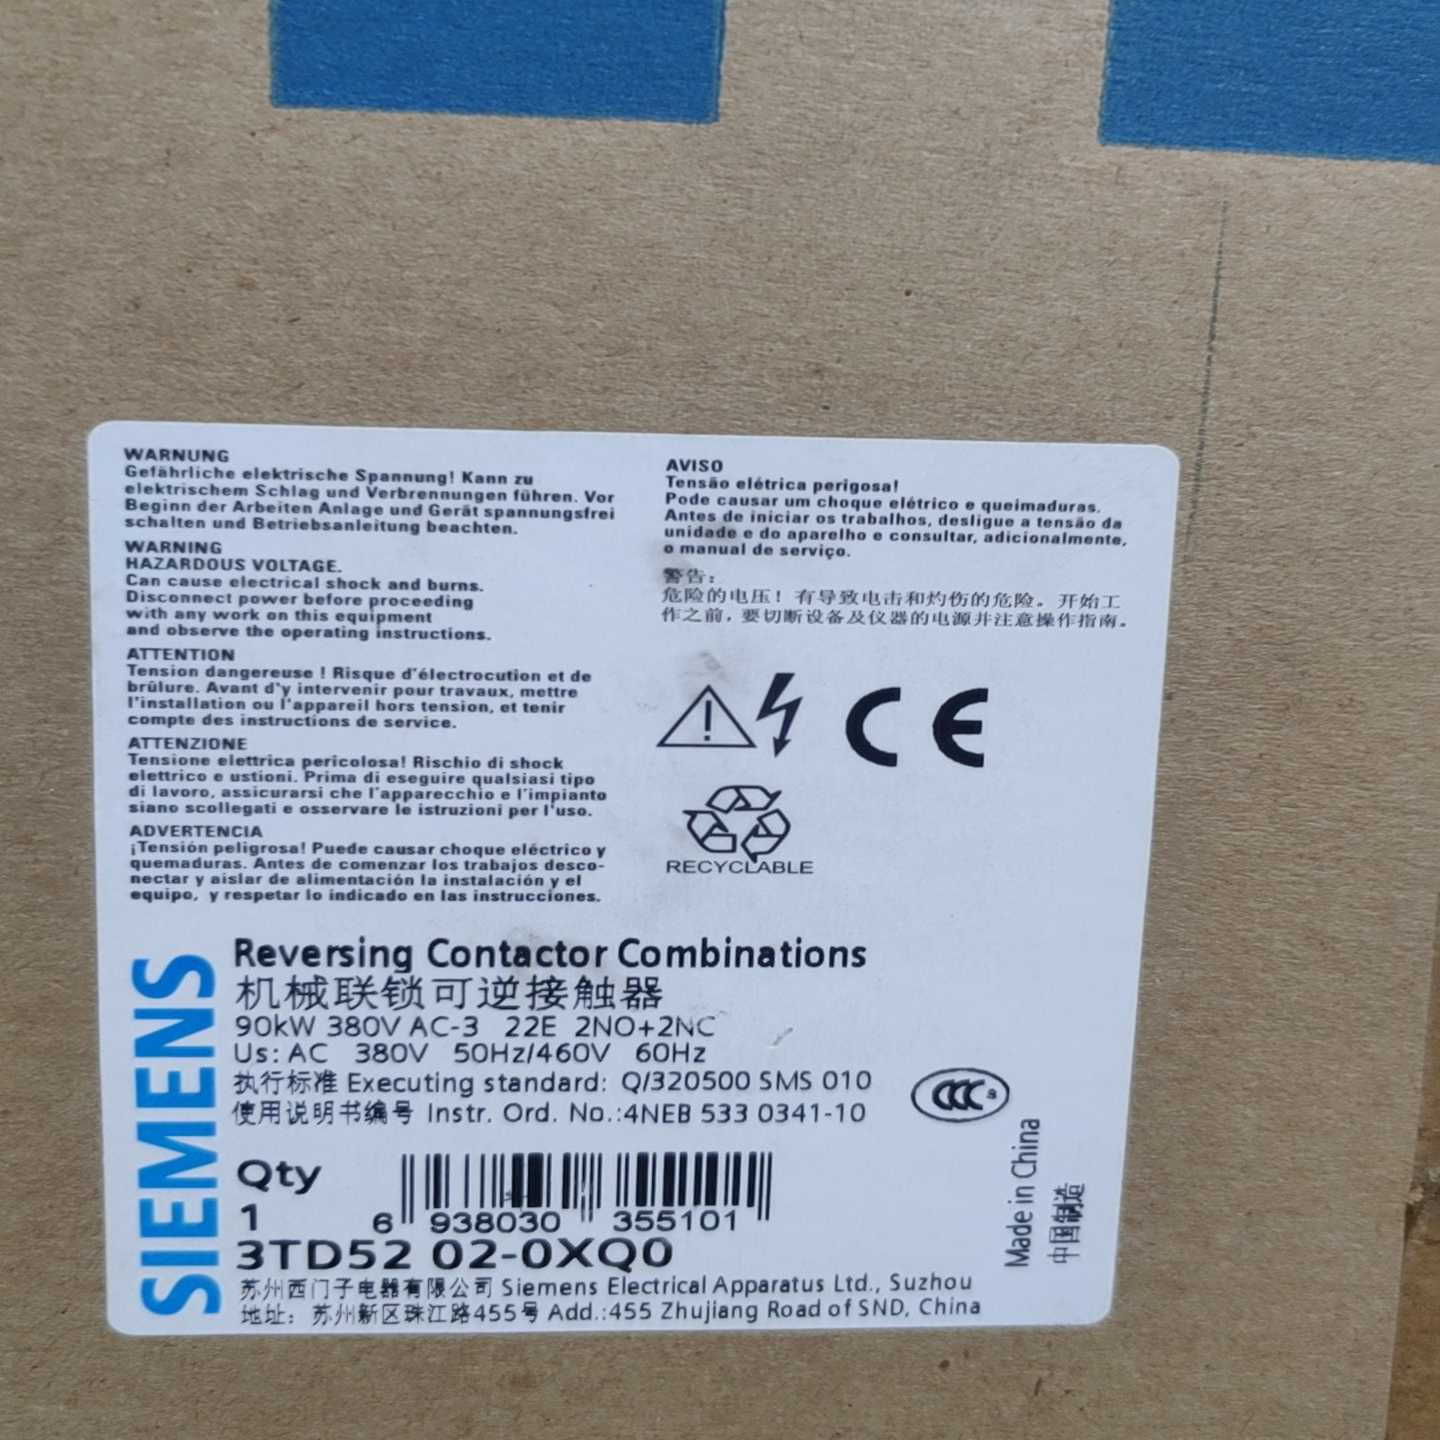 WARNUNG
Gefährliche elektrische Spannung! Kann zu
elektrischem Schlag und Verbrennungen führen. Vor
Beginn der Arbeiten Anlage und Gerät spannungsfrei
schalten und Betriebsanleitung beachten.
WARNING
HAZARDOUS VOLTAGE.
Can cause electrical shock and burns.
Disconnect power before proceeding
with any work on this equipment
and observe the operating instructions.
ATTENTION
Tension dangereuse ! Risque d'électrocution et de
brûlure. Avant d'y intervenir pour travaux, mettre
l'installation ou l'appareil hors tension, et tenir
compte des instructions de service.
ATTENZIONE
Tensione elettrica pericolosa! Rischio di shock
elettrico e ustioni. Prima di eseguire qualsiasi tipo
di lavoro, assicurarsi che l'apparecchio e l'impianto
siano scollegati e osservare le istruzioni per l'uso.
ADVERTENCIA
¡Tensión peligrosa! Puede causar choque eléctrico y
quemaduras. Antes de comenzar los trabajos desco-
nectar y aislar de alimentación la instalación y el
equipo, y respetar lo indicado en las instrucciones.
AVISO
Tensão elétrica perigosa!
Pode causar um choque elétrico e queimaduras.
Antes de iniciar os trabalhos, desligue a tensão da
unidade e do aparelho e consultar, adicionalmente,
o manual de serviço.
警告：
危险的电压！有导致电击和灼伤的危险。开始工
作之前，要切断设备及仪器的电源并注意操作指南。
CE
RECYCLABLE
SIEMENS
Reversing Contactor Combinations
机械联锁可逆接触器
90kW 380V AC-3 22E 2NO+2NC
Us: AC 380V 50Hz/460V 60Hz
执行标准 Executing standard: Q/320500 SMS 010
使用说明书编号 Instr. Ord. No.:4NEB 533 0341-10
CCC S
Made in China
中国制造
Qty
1
6 938030 355101
3TD52 02-0XQ0
苏州西门子电器有限公司 Siemens Electrical Apparatus Ltd., Suzhou
地址：苏州新区珠江路455号 Add.:455 Zhujiang Road of SND, China